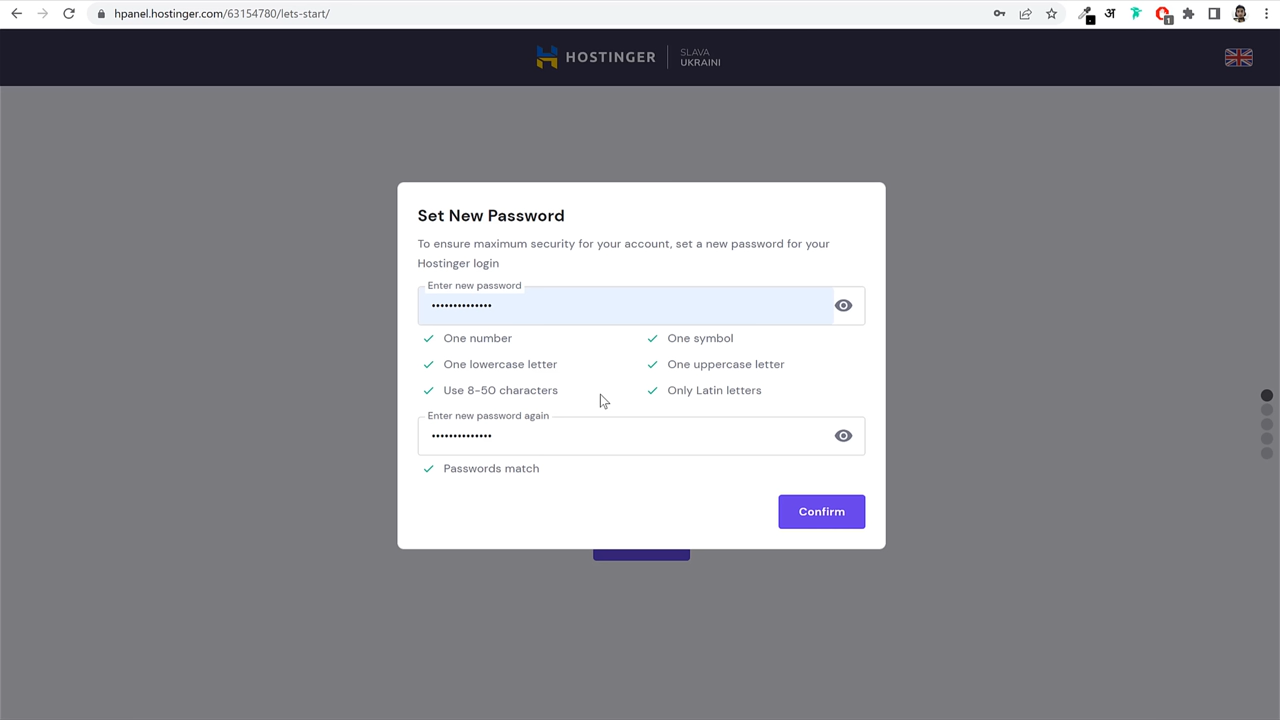 hpanel.hostinger.com/63154780/lets-start/
अ
1
HOSTINGER
SLAVA
UKRAINI
Set New Password
To ensure maximum security for your account, set a new password for your
Hostinger login
Enter new password
••••••••••••••
One number
One symbol
One lowercase letter
One uppercase letter
Use 8-50 characters
Only Latin letters
Enter new password again
••••••••••••••
Passwords match
Confirm